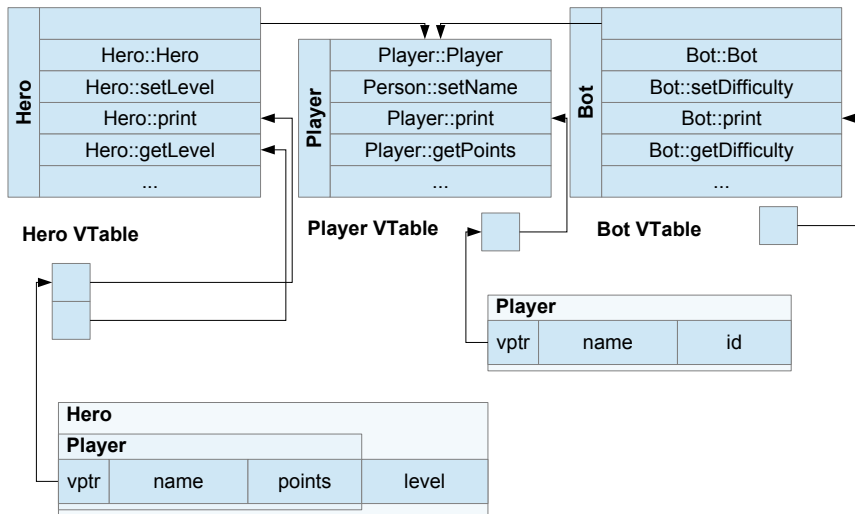 Hero
Hero::Hero
Hero::setLevel
Hero::print
Hero::getLevel
...
Player
Player::Player
Person::setName
Player::print
Player::getPoints
...
Bot
Bot::Bot
Bot::setDifficulty
Bot::print
Bot::getDifficulty
...
Hero VTable
Player VTable
Bot VTable
Player
vptr name id
Hero
Player
vptr name points level